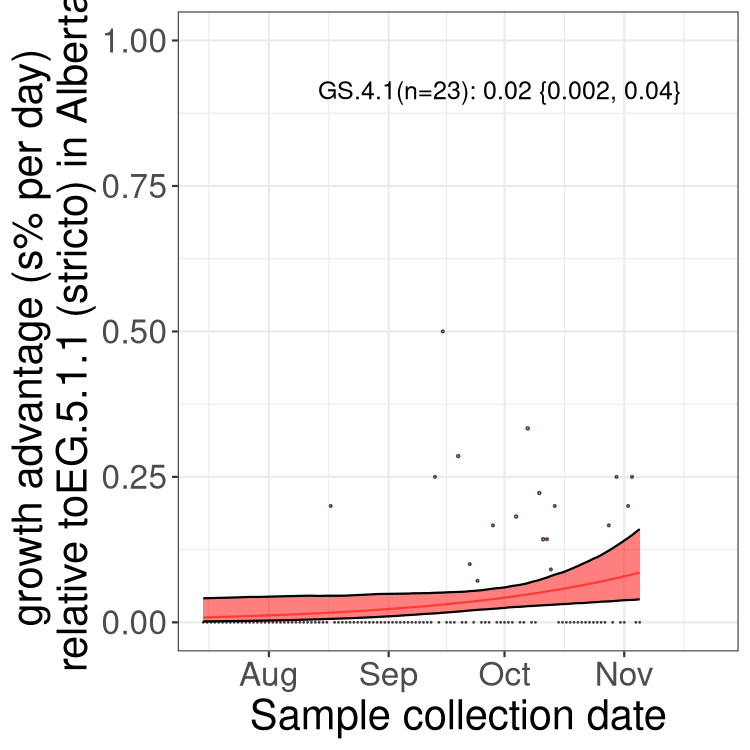 growth advantage (s% per day)
relative toEG.5.1.1 (stricto) in Alberta
1.00
0.75
0.50
0.25
0.00
GS.4.1(n=23): 0.02 {0.002, 0.04}
Aug Sep Oct Nov
Sample collection date